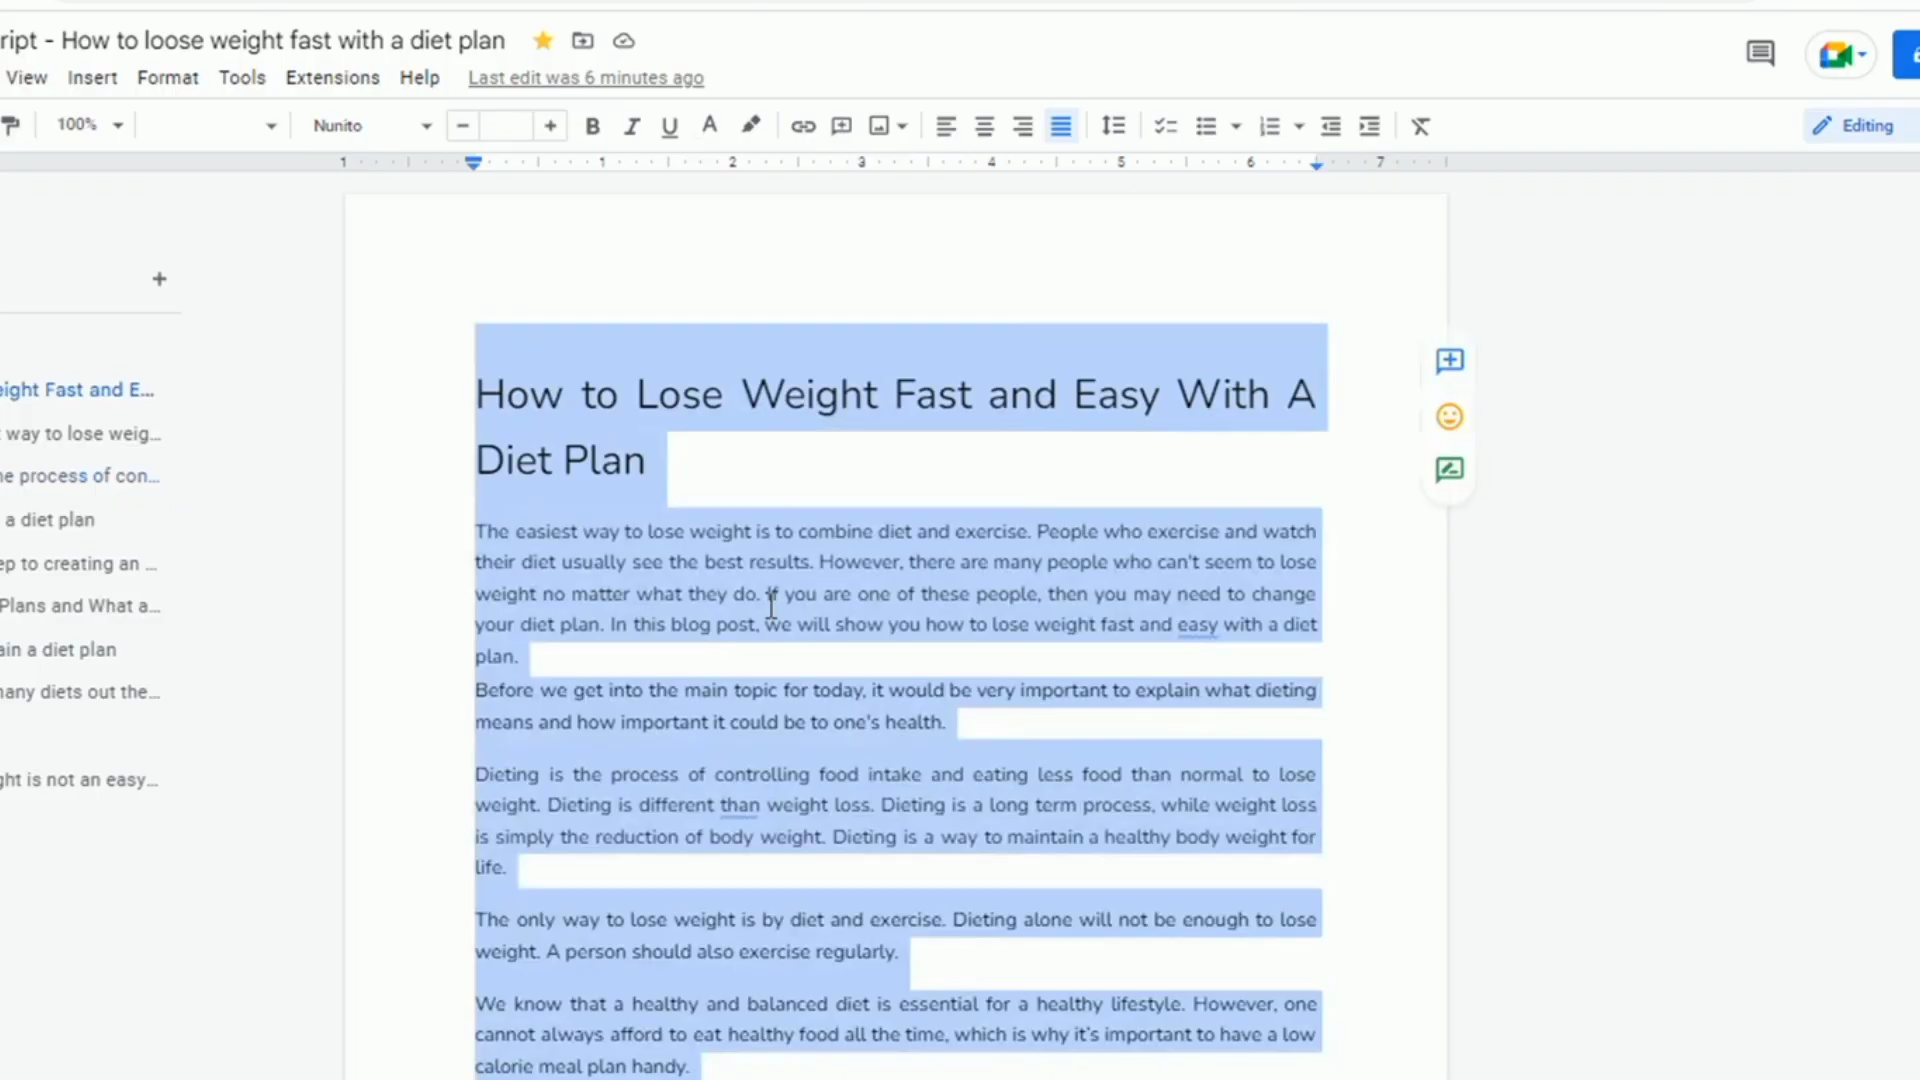 ript - How to loose weight fast with a diet plan
View Insert Format Tools Extensions Help Last edit was 6 minutes ago
100% Nunito Editing
1 1 2 3 4 5 6 7
eight Fast and E...
t way to lose weig...
he process of con...
a diet plan
ep to creating an ...
Plans and What a...
ain a diet plan
many diets out the...
ght is not an easy...
How to Lose Weight Fast and Easy With A
Diet Plan
The easiest way to lose weight is to combine diet and exercise. People who exercise and watch
their diet usually see the best results. However, there are many people who can't seem to lose
weight no matter what they do. If you are one of these people, then you may need to change
your diet plan. In this blog post, we will show you how to lose weight fast and easy with a diet
plan.
Before we get into the main topic for today, it would be very important to explain what dieting
means and how important it could be to one's health.
Dieting is the process of controlling food intake and eating less food than normal to lose
weight. Dieting is different than weight loss. Dieting is a long term process, while weight loss
is simply the reduction of body weight. Dieting is a way to maintain a healthy body weight for
life.
The only way to lose weight is by diet and exercise. Dieting alone will not be enough to lose
weight. A person should also exercise regularly.
We know that a healthy and balanced diet is essential for a healthy lifestyle. However, one
cannot always afford to eat healthy food all the time, which is why it's important to have a low
calorie meal plan handy.